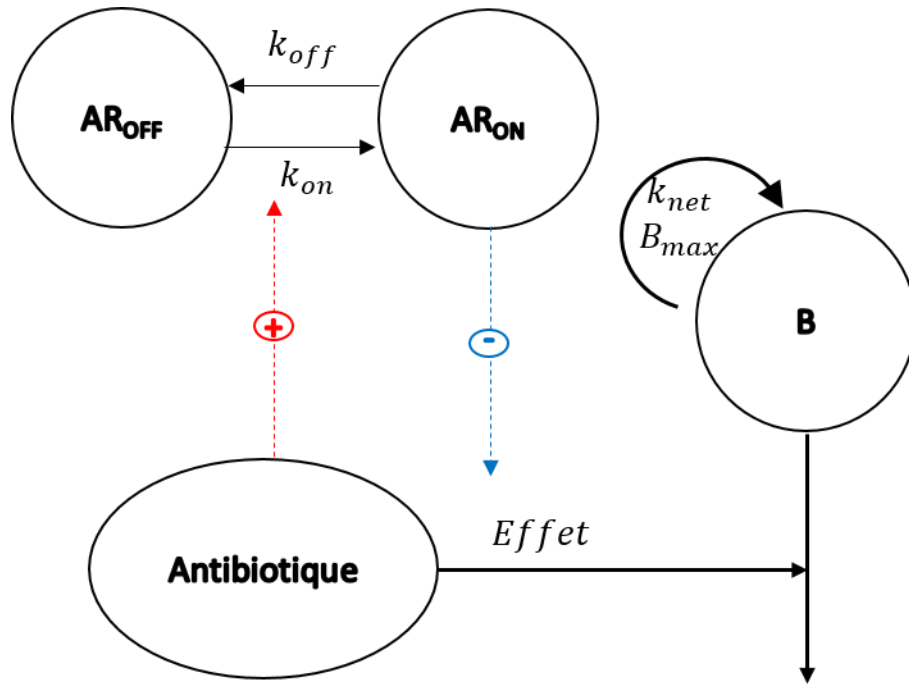 k_off
AR_OFF
AR_ON
k_on
k_net
B_max
B
+
-
Effet
Antibiotique